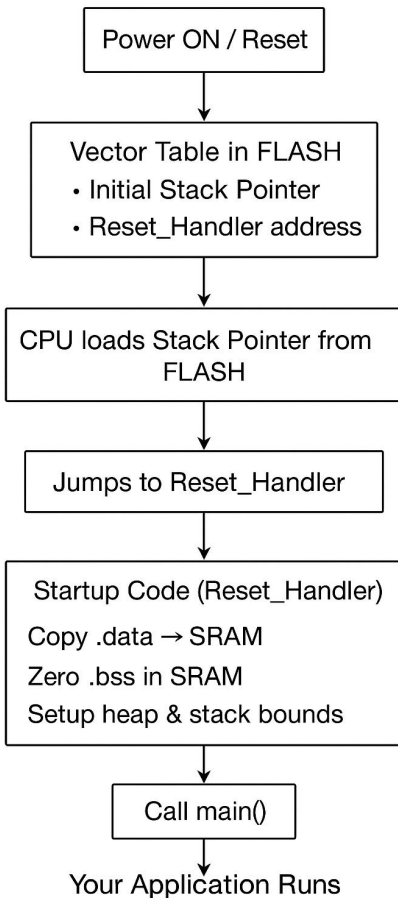 Power ON / Reset
Vector Table in FLASH
• Initial Stack Pointer
• Reset_Handler address
CPU loads Stack Pointer from
FLASH
Jumps to Reset_Handler
Startup Code (Reset_Handler)
Copy .data → SRAM
Zero .bss in SRAM
Setup heap & stack bounds
Call main()
Your Application Runs